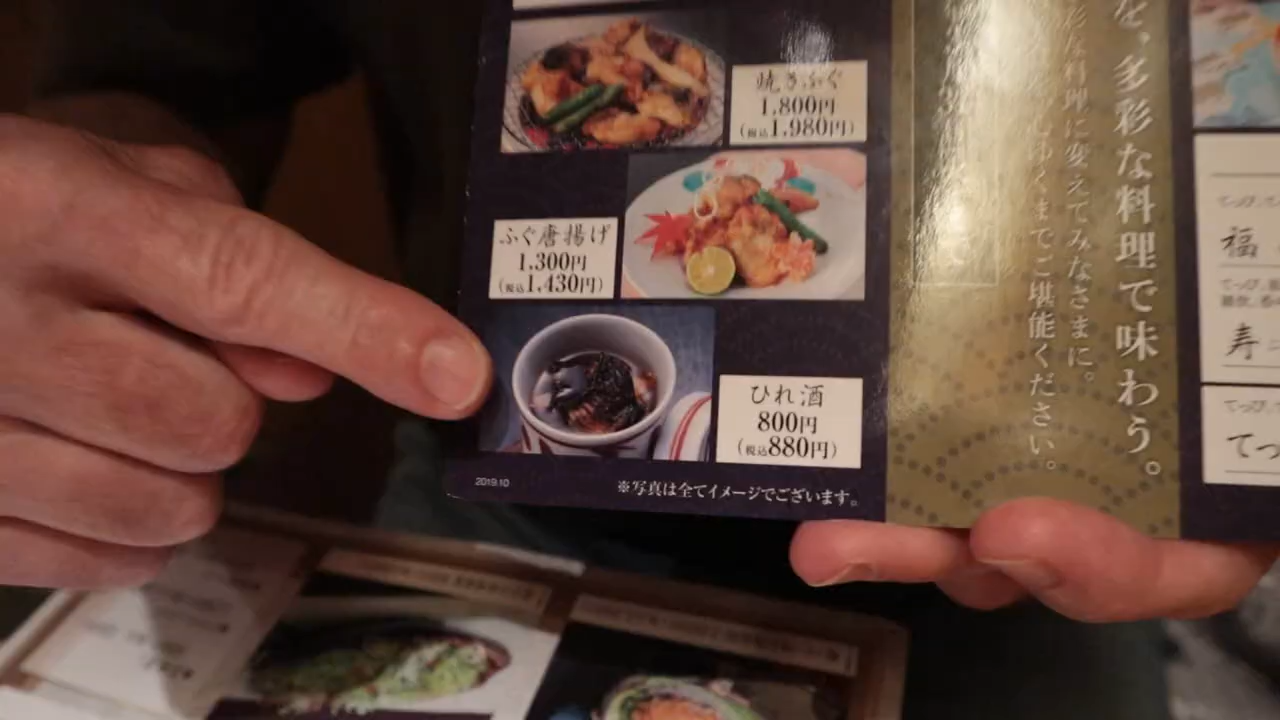 焼きふぐ
1,800円
(税込1,980円)
ふぐ唐揚げ
1,300円
(税込1,430円)
ひれ酒
800円
(税込880円)
2019.10
※写真は全てイメージでございます。
を、多彩な料理で味わう。
彩な料理に変えてみなさまに。
くまでご堪能ください。
福
寿
てっ